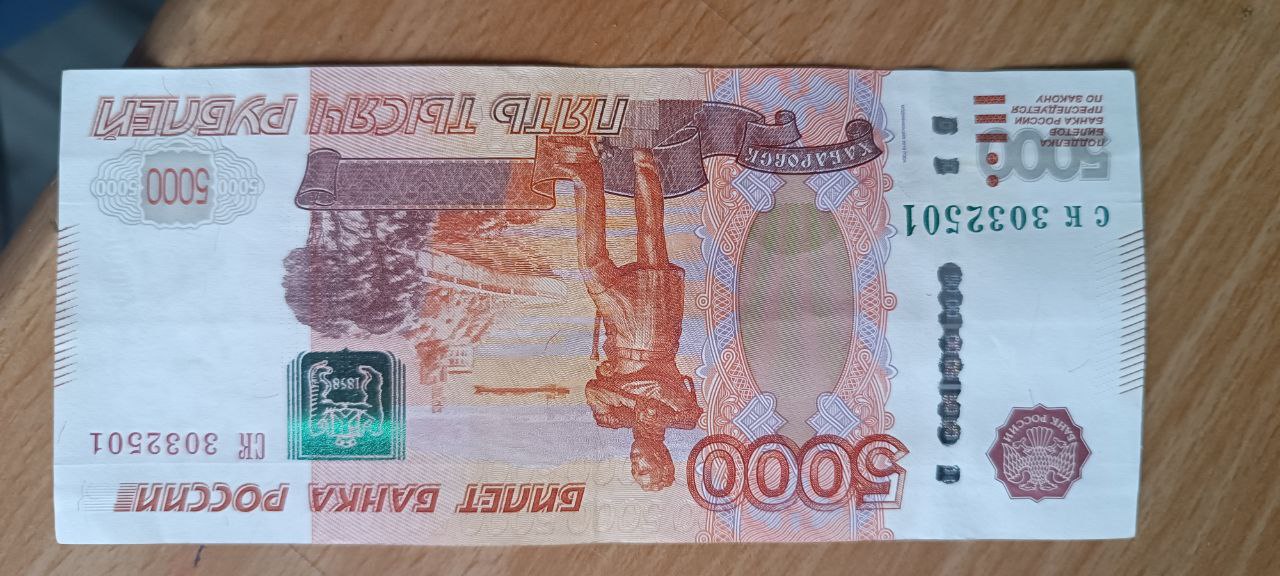 5000
БИЛЕТ БАНКА РОССИИ
БАНК РОССИИ
СК 3032501
1858
СК 3032501
5000
5000 5000 5000
ХАБАРОВСК
ПОДДЕЛКА
БИЛЕТОВ
БАНКА РОССИИ
ПРЕСЛЕДУЕТСЯ
ПО ЗАКОНУ
ПЯТЬ ТЫСЯЧ РУБЛЕЙ